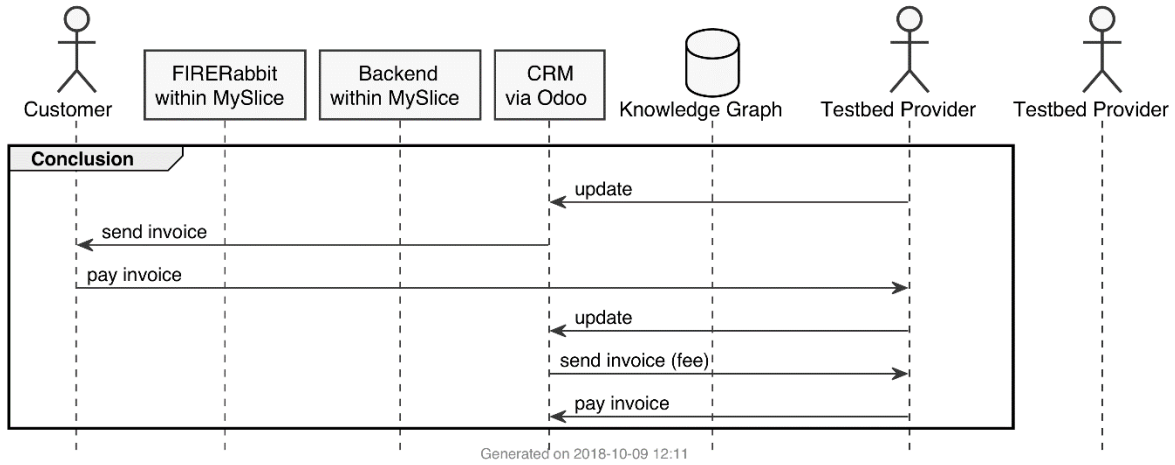 FIRERabbit
within MySlice
Backend
within MySlice
CRM
via Odoo
Customer
Knowledge Graph
Testbed Provider
Testbed Provider
Conclusion
update
send invoice
pay invoice
update
send invoice (fee)
pay invoice
Generated on 2018-10-09 12:11